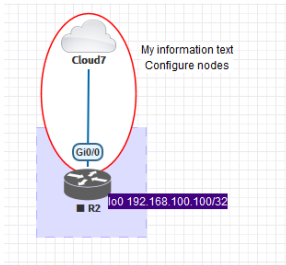 My information text
Configure nodes
Cloud7
Gi0/0
R2
lo0 192.168.100.100/32